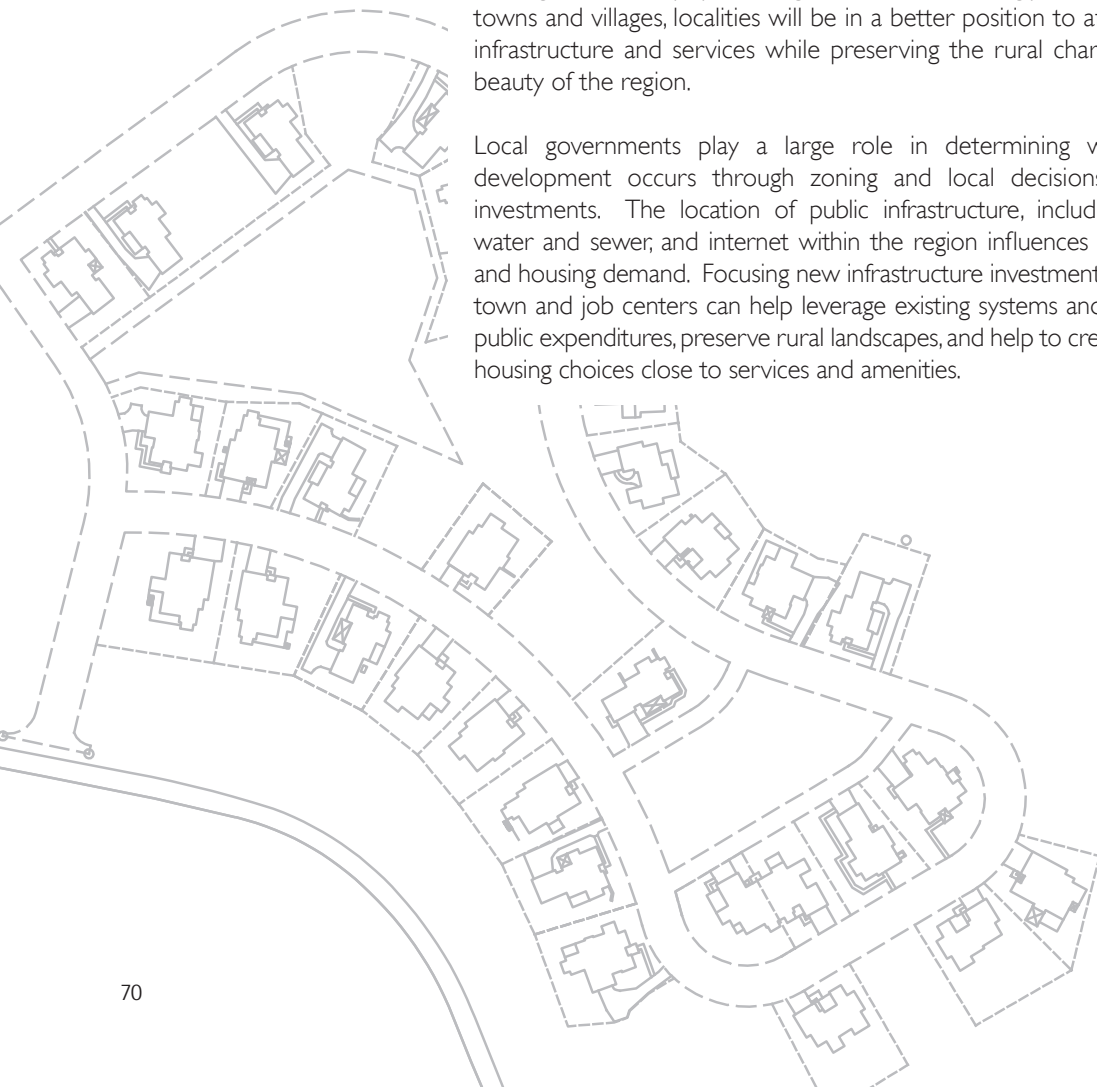 towns and villages, localities will be in a better position to
infrastructure and services while preserving the rural
beauty of the region.
Local governments play a large role in determining
development occurs through zoning and local decisions
investments. The location of public infrastructure,
water and sewer, and internet within the region influences
and housing demand. Focusing new infrastructure investment
town and job centers can help leverage existing systems
public expenditures, preserve rural landscapes, and help to
housing choices close to services and amenities.
70